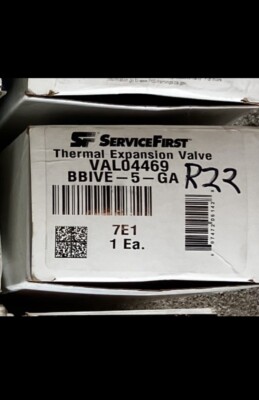 SF SERVICEFIRST
Thermal Expansion Valve
VAL04469
BBIVE-5-GA R22
7E1
1 Ea.